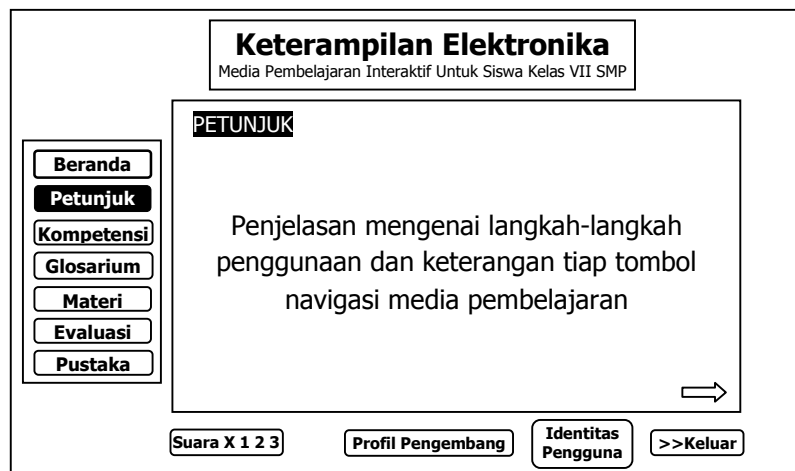 Keterampilan Elektronika
Media Pembelajaran Interaktif Untuk Siswa Kelas VII SMP
PETUNJUK
Beranda
Petunjuk
Kompetensi
Glosarium
Materi
Evaluasi
Pustaka
Penjelasan mengenai langkah-langkah
penggunaan dan keterangan tiap tombol
navigasi media pembelajaran
Suara X 1 2 3
Profil Pengembang
Identitas
Pengguna
>>Keluar